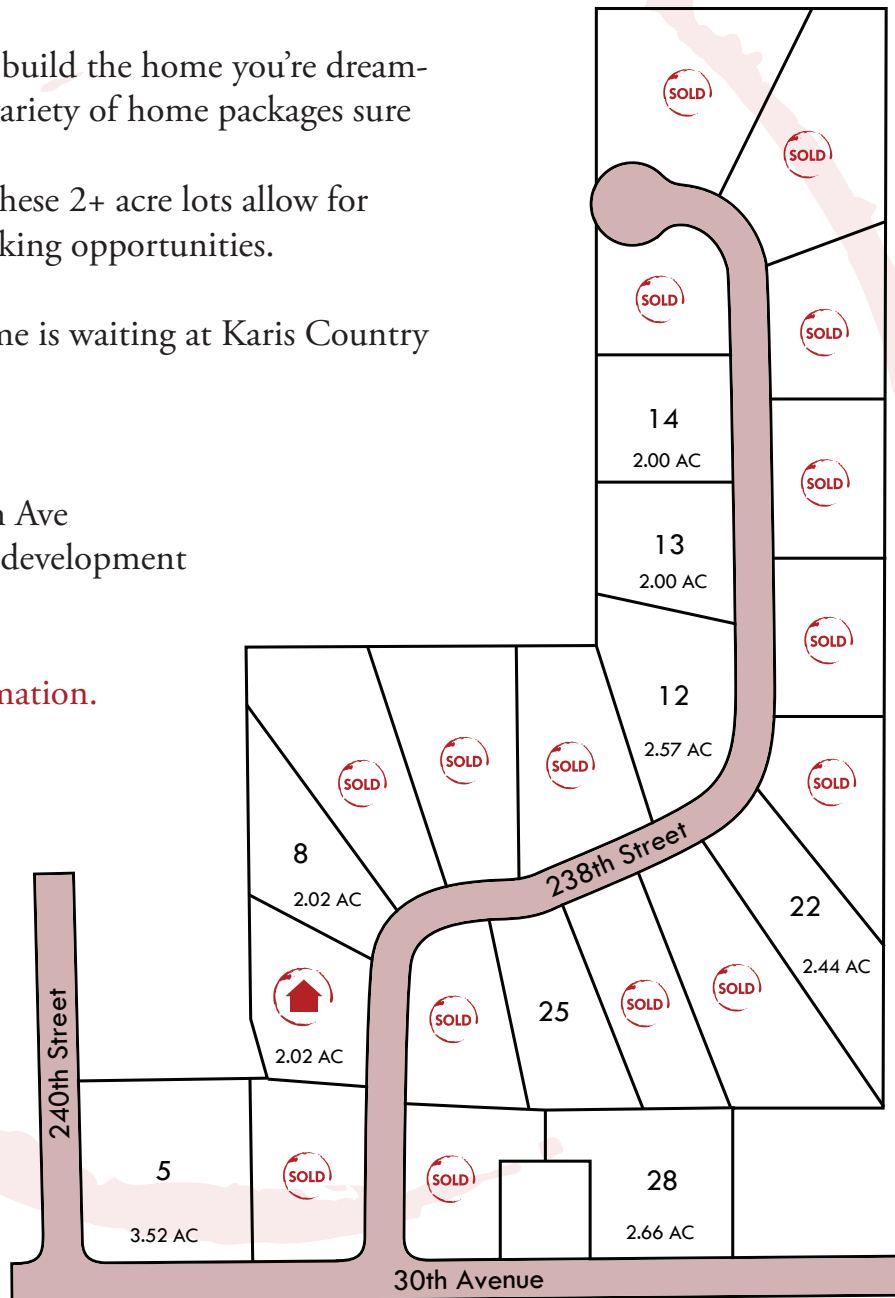 build the home you're dream-
ariety of home packages sure
hese 2+ acre lots allow for
king opportunities.
me is waiting at Karis Country
Ave
development
mation.
SOLD
SOLD
SOLD
SOLD
14
2.00 AC
SOLD
13
2.00 AC
SOLD
12
2.57 AC
SOLD
SOLD
SOLD
SOLD
238th Street
8
2.02 AC
22
2.44 AC
SOLD
SOLD
25
SOLD
2.02 AC
240th Street
5
3.52 AC
SOLD
SOLD
28
2.66 AC
30th Avenue